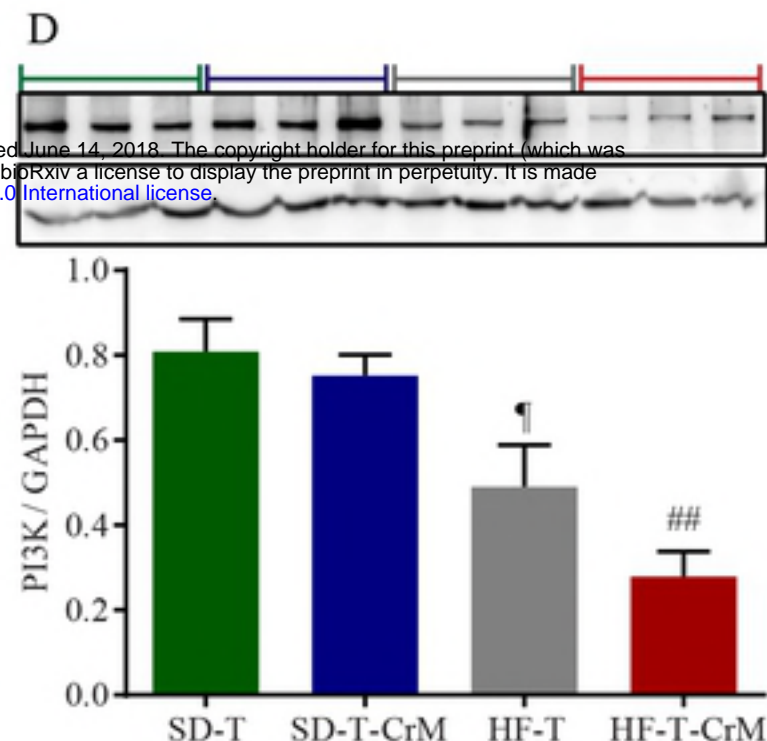 D
ed June 14, 2018. The copyright holder for this preprint (which was
bioRxiv a license to display the preprint in perpetuity. It is made
.0 International license.
1.0
0.8
0.6
0.4
0.2
0.0
PI3K / GAPDH
¶
##
SD-T SD-T-CrM HF-T HF-T-CrM